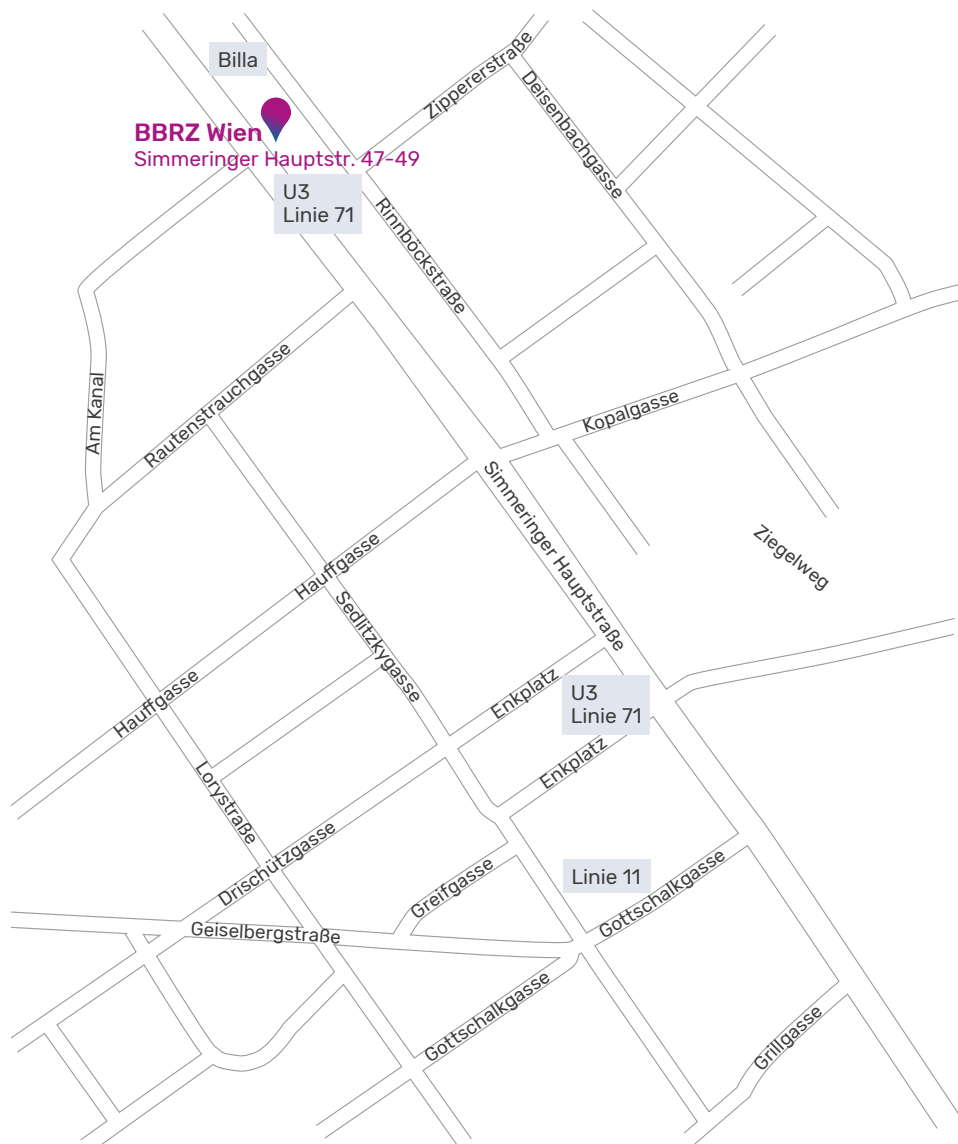 Billa
Zippererstraße
Deisenbachgasse
BBRZ Wien
Simmeringer Hauptstr. 47-49
U3
Linie 71
Rinnböckstraße
Rautenstrauchgasse
Am Kanal
Kopalgasse
Simmeringer Hauptstraße
Hauffgasse
Ziegelweg
Sedlitzkygasse
Hauffgasse
Enkplatz
U3
Linie 71
Enkplatz
Lorystraße
Drischützgasse
Greifgasse
Linie 11
Gottschalkgasse
Geiselbergstraße
Gottschalkgasse
Grillgasse